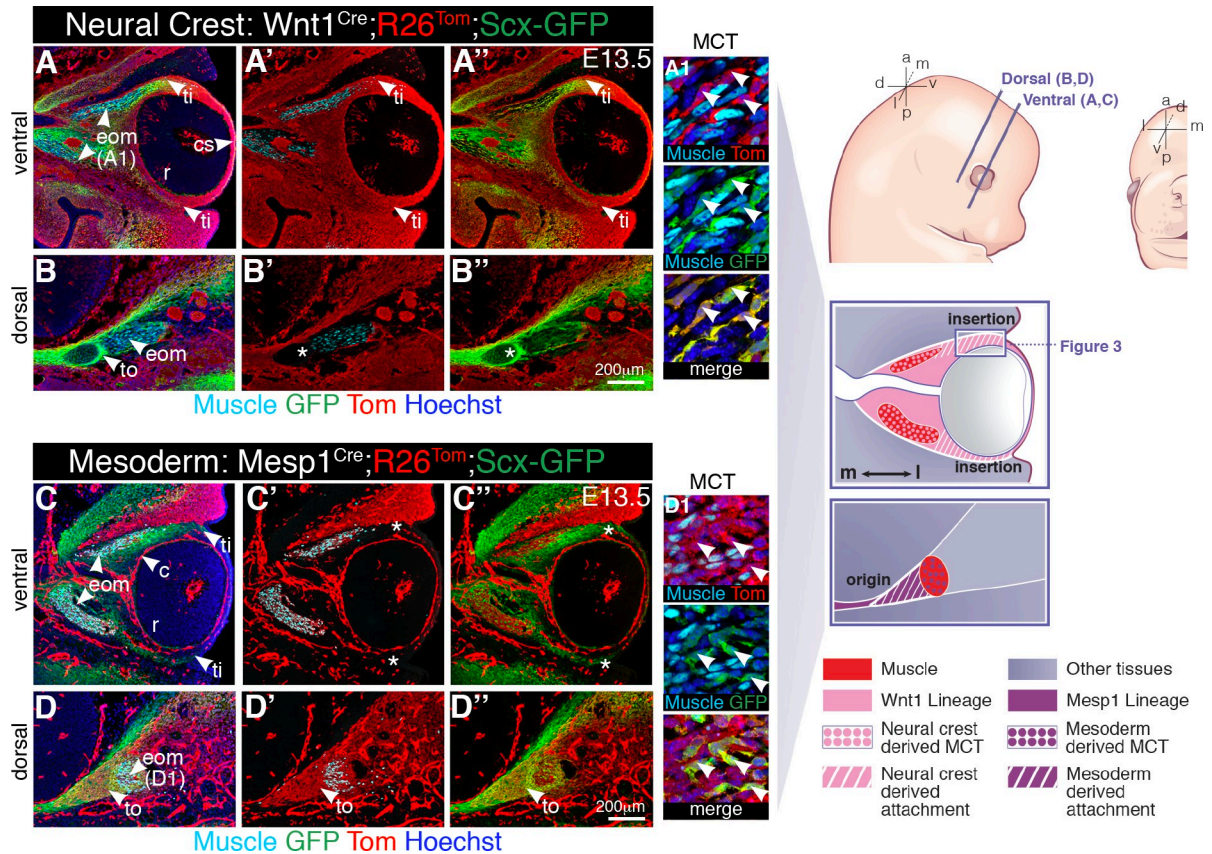 Neural Crest: Wnt1Cre;R26Tom;Scx-GFP
MCT
ventral
A
ti
eom
(A1)
r
cs
ti
A'
ti
ti
A''
E13.5
ti
ti
A1
Muscle Tom
Muscle GFP
merge
dorsal
B
to
eom
B'
*
B''
*
200µm
Muscle GFP Tom Hoechst
Mesoderm: Mesp1Cre;R26Tom;Scx-GFP
MCT
ventral
C
ti
c
eom
r
ti
C'
*
*
C''
E13.5
*
*
D1
Muscle Tom
Muscle GFP
merge
dorsal
D
eom
(D1)
to
D'
to
D''
to
200µm
Muscle GFP Tom Hoechst
a
m
d
v
l
p
Dorsal (B,D)
Ventral (A,C)
a
d
l
m
v
p
insertion
Figure 3
insertion
m
l
origin
Muscle
Other tissues
Wnt1 Lineage
Mesp1 Lineage
Neural crest
derived MCT
Mesoderm
derived MCT
Neural crest
derived
attachment
Mesoderm
derived
attachment